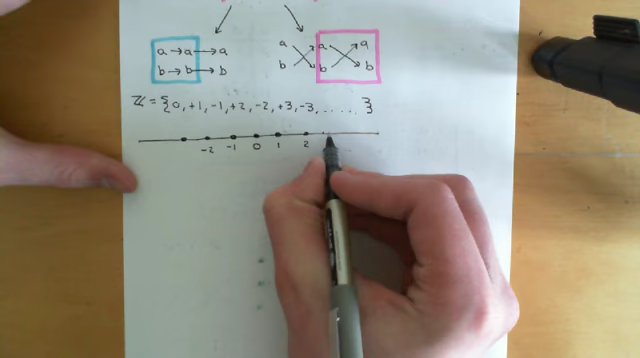 a → a → a a a a
b → b → b b b b
ℤ = {0, +1, -1, +2, -2, +3, -3, ......}
-2 -1 0 1 2